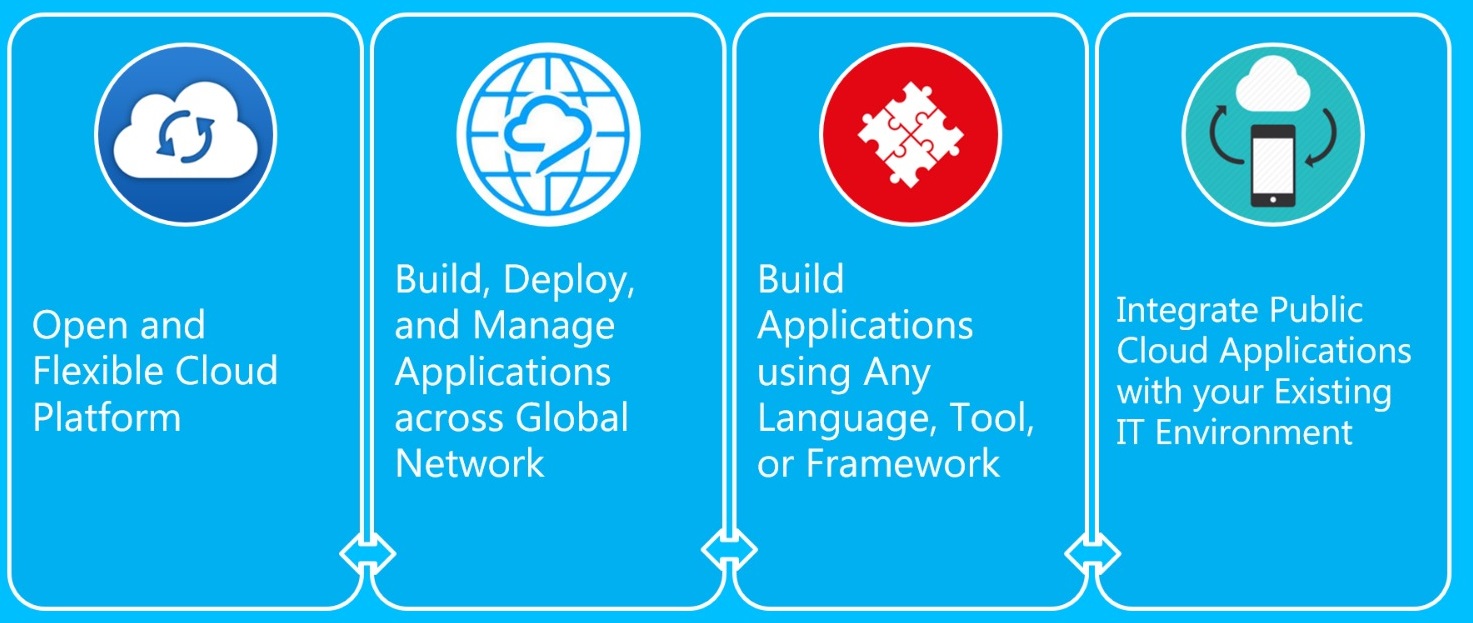 Open and
Flexible Cloud
Platform
Build, Deploy,
and Manage
Applications
across Global
Network
Build
Applications
using Any
Language, Tool,
or Framework
Integrate Public
Cloud Applications
with your Existing
IT Environment